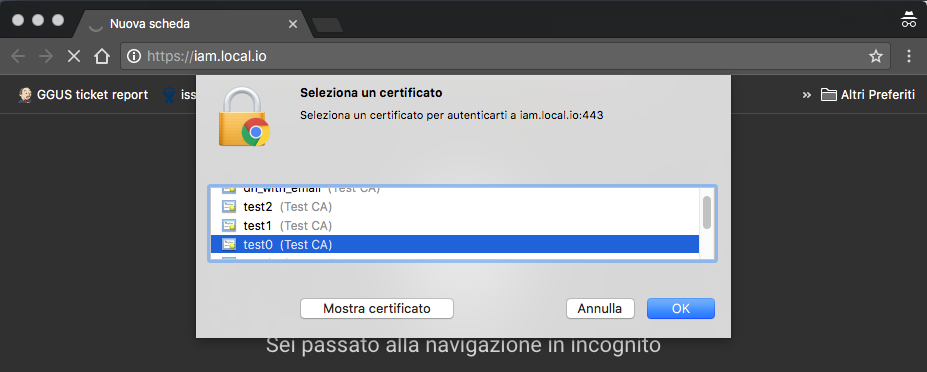 Nuova scheda
https://iam.local.io
GGUS ticket report
iss
» Altri Preferiti
Seleziona un certificato
Seleziona un certificato per autenticarti a iam.local.io:443
dn_with_email (Test CA)
test2 (Test CA)
test1 (Test CA)
test0 (Test CA)
Mostra certificato
Annulla
OK
Sei passato alla navigazione in incognito